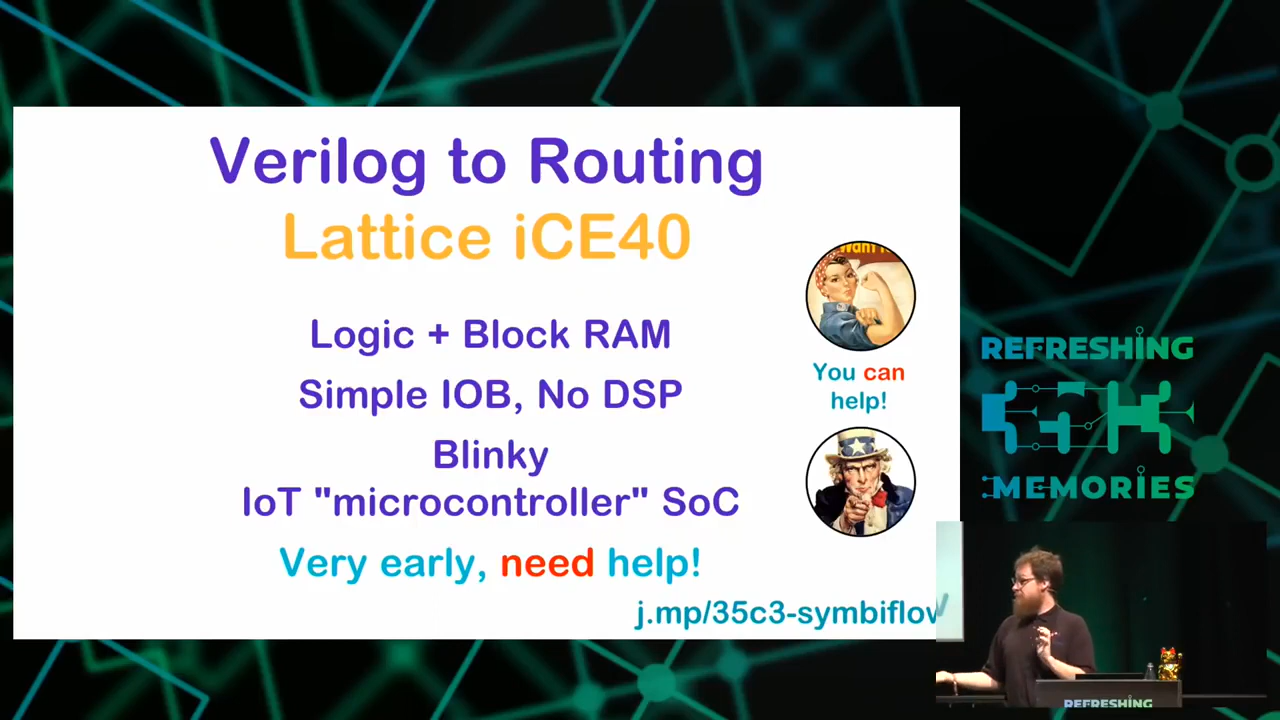 Verilog to Routing
Lattice iCE40
Logic + Block RAM
Simple IOB, No DSP
Blinky
IoT "microcontroller" SoC
Very early, need help!
You can
help!
j.mp/35c3-symbiflow
REFRESHING
35C3
MEMORIES
REFRESHING